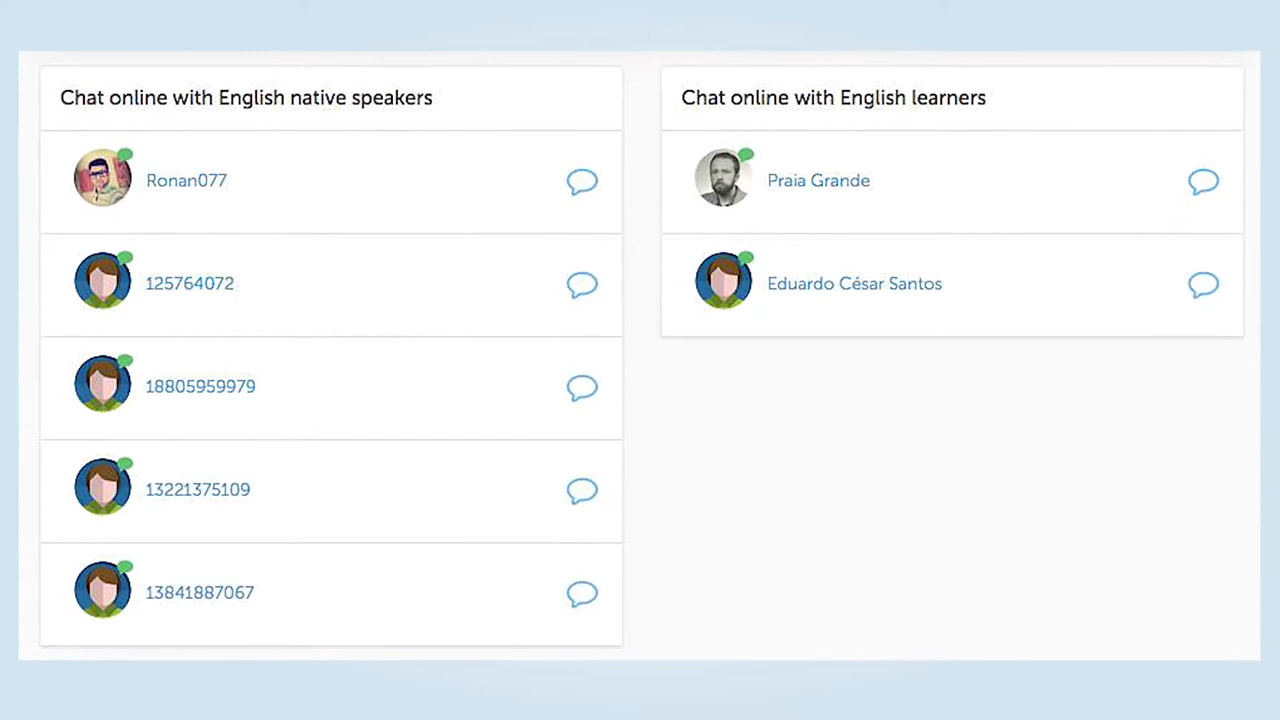 Chat online with English native speakers
Ronan077
125764072
18805959979
13221375109
13841887067
Chat online with English learners
Praia Grande
Eduardo César Santos